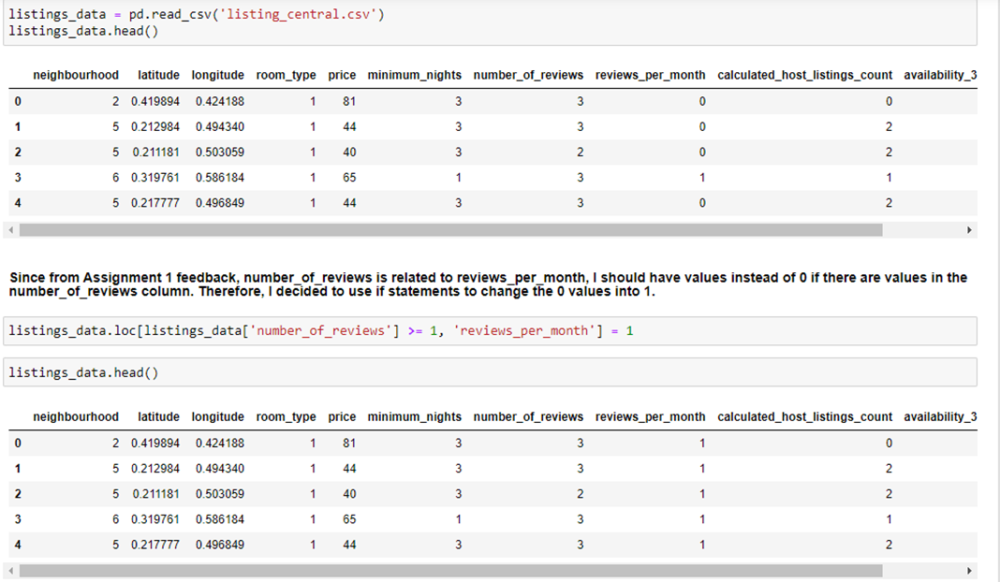 listings_data = pd.read_csv('listing_central.csv')
listings_data.head()
neighbourhood latitude longitude room_type price minimum_nights number_of_reviews reviews_per_month calculated_host_listings_count availability_3
0 2 0.419894 0.424188 1 81 3 3 0 0
1 5 0.212984 0.494340 1 44 3 3 0 2
2 5 0.211181 0.503059 1 40 3 2 0 2
3 6 0.319761 0.586184 1 65 1 3 1 1
4 5 0.217777 0.496849 1 44 3 3 0 2
Since from Assignment 1 feedback, number_of_reviews is related to reviews_per_month, I should have values instead of 0 if there are values in the
number_of_reviews column. Therefore, I decided to use if statements to change the 0 values into 1.
listings_data.loc[listings_data['number_of_reviews'] >= 1, 'reviews_per_month'] = 1
listings_data.head()
neighbourhood latitude longitude room_type price minimum_nights number_of_reviews reviews_per_month calculated_host_listings_count availability_3
0 2 0.419894 0.424188 1 81 3 3 1 0
1 5 0.212984 0.494340 1 44 3 3 1 2
2 5 0.211181 0.503059 1 40 3 2 1 2
3 6 0.319761 0.586184 1 65 1 3 1 1
4 5 0.217777 0.496849 1 44 3 3 1 2